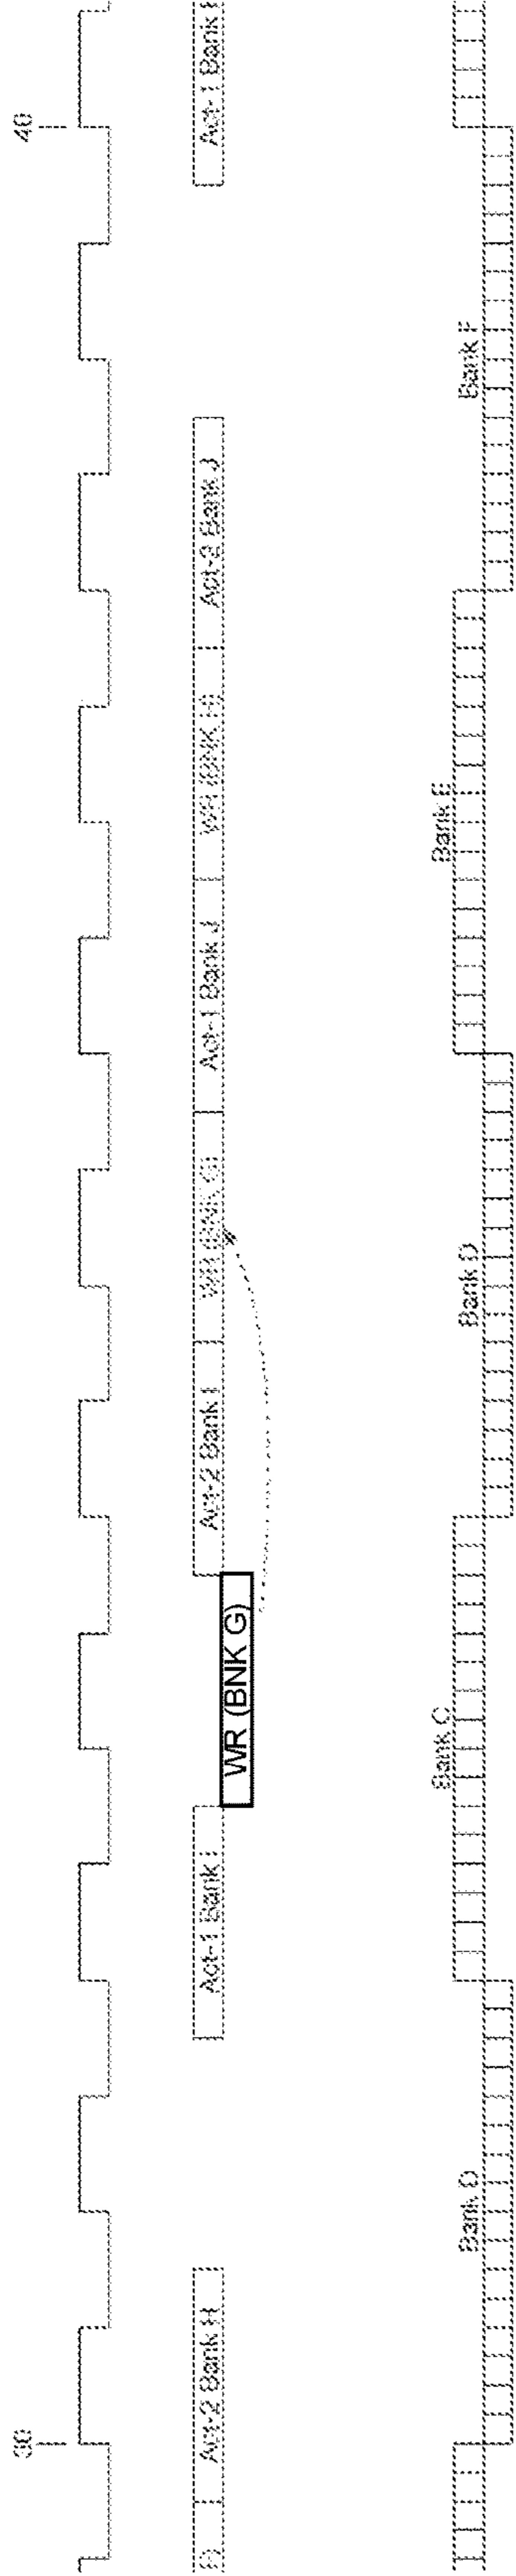 30
40
Act-2 Bank H
Act-1 Bank I
WR (BNK G)
Act-2 Bank I
WR (BNK G)
Act-1 Bank J
WR (BNK H)
Act-2 Bank J
Act-1 Bank
Bank D
Bank C
Bank D
Bank E
Bank F